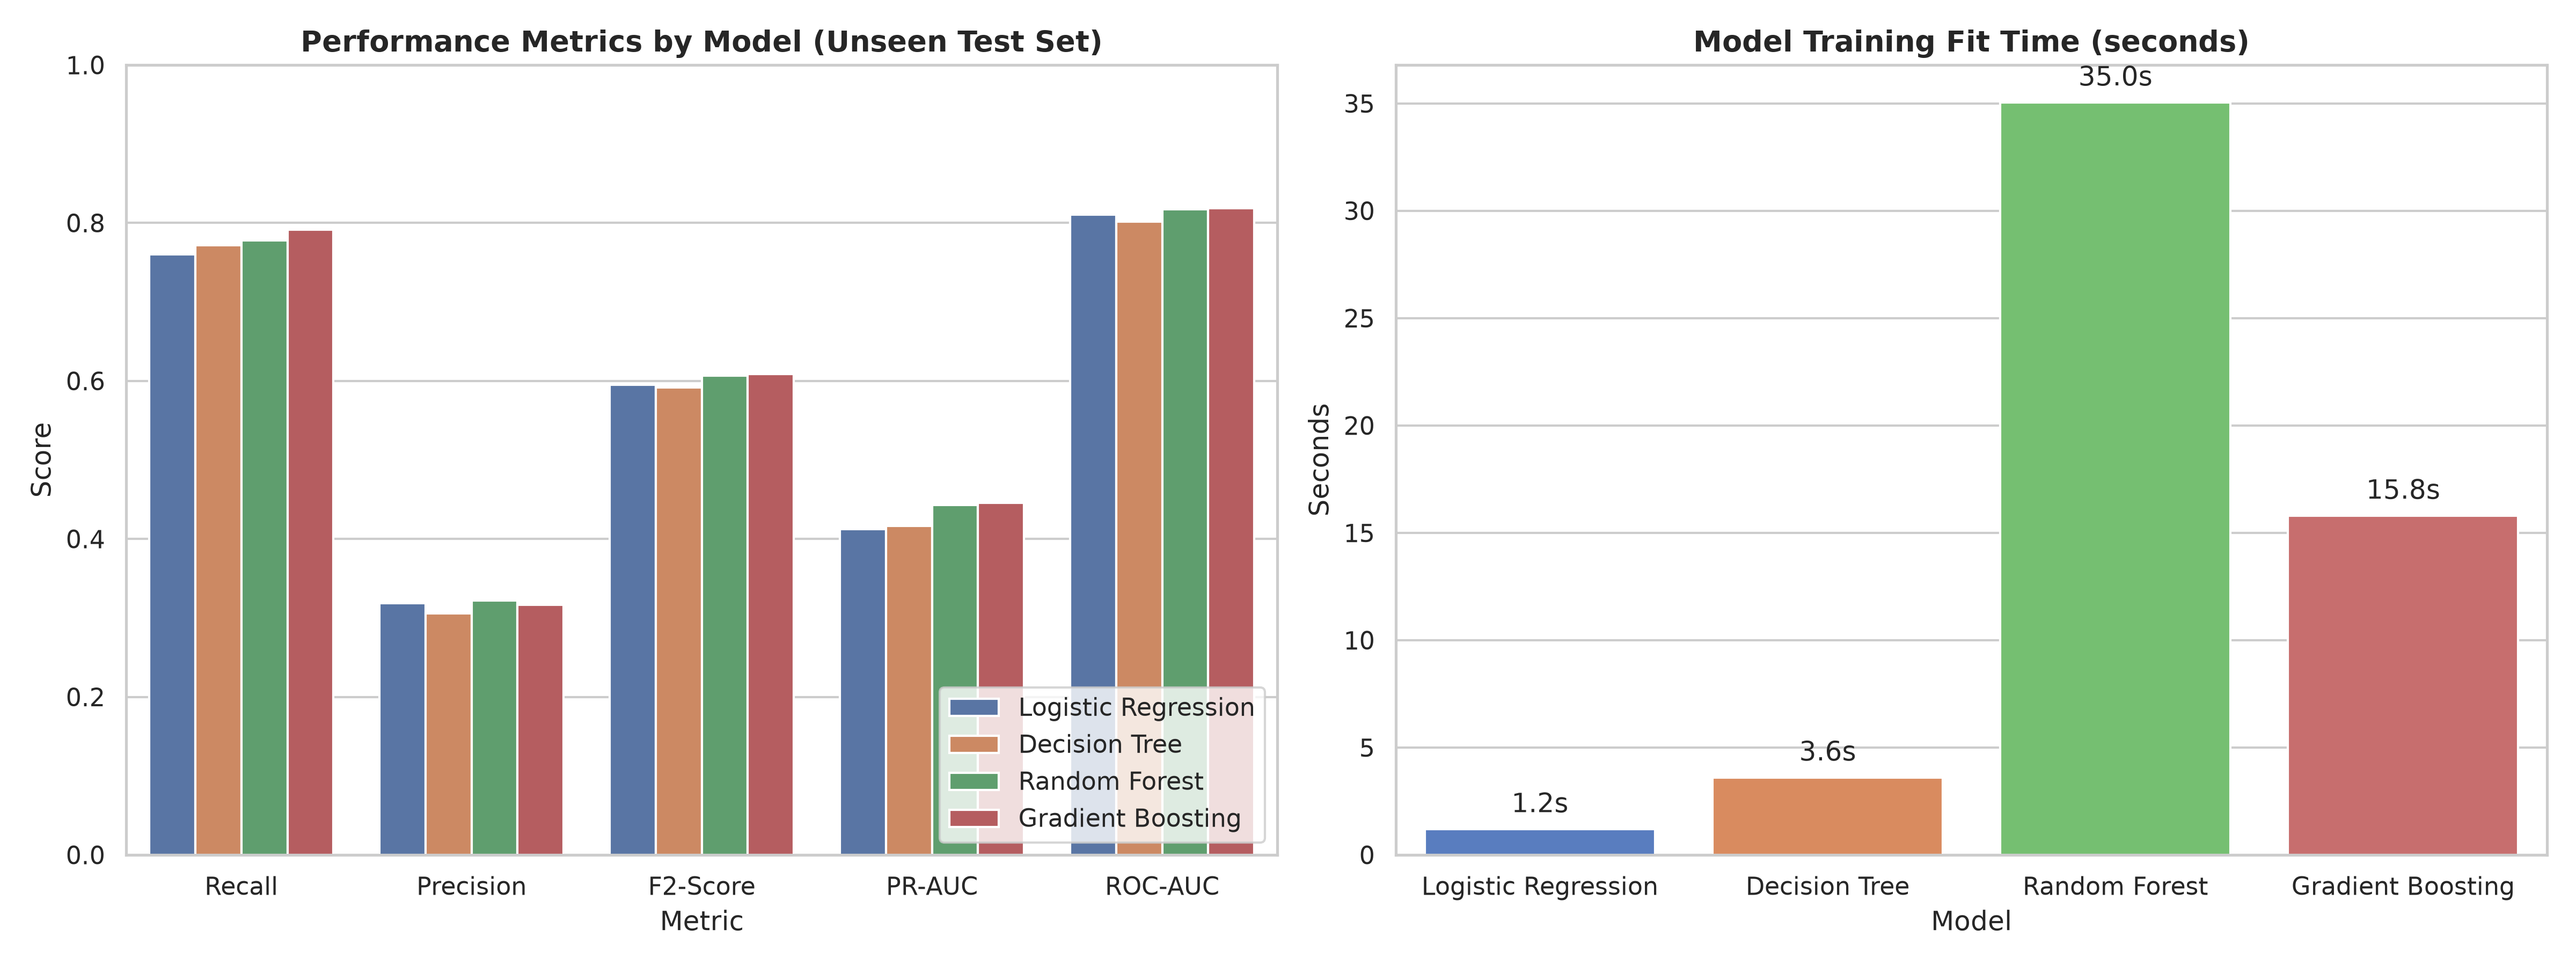 Performance Metrics by Model (Unseen Test Set)
1.0
0.8
0.6
0.4
0.2
0.0
Score
Recall
Precision
F2-Score
PR-AUC
ROC-AUC
Metric
Logistic Regression
Decision Tree
Random Forest
Gradient Boosting
Model Training Fit Time (seconds)
35
30
25
20
15
10
5
0
Seconds
1.2s
3.6s
35.0s
15.8s
Logistic Regression
Decision Tree
Random Forest
Gradient Boosting
Model